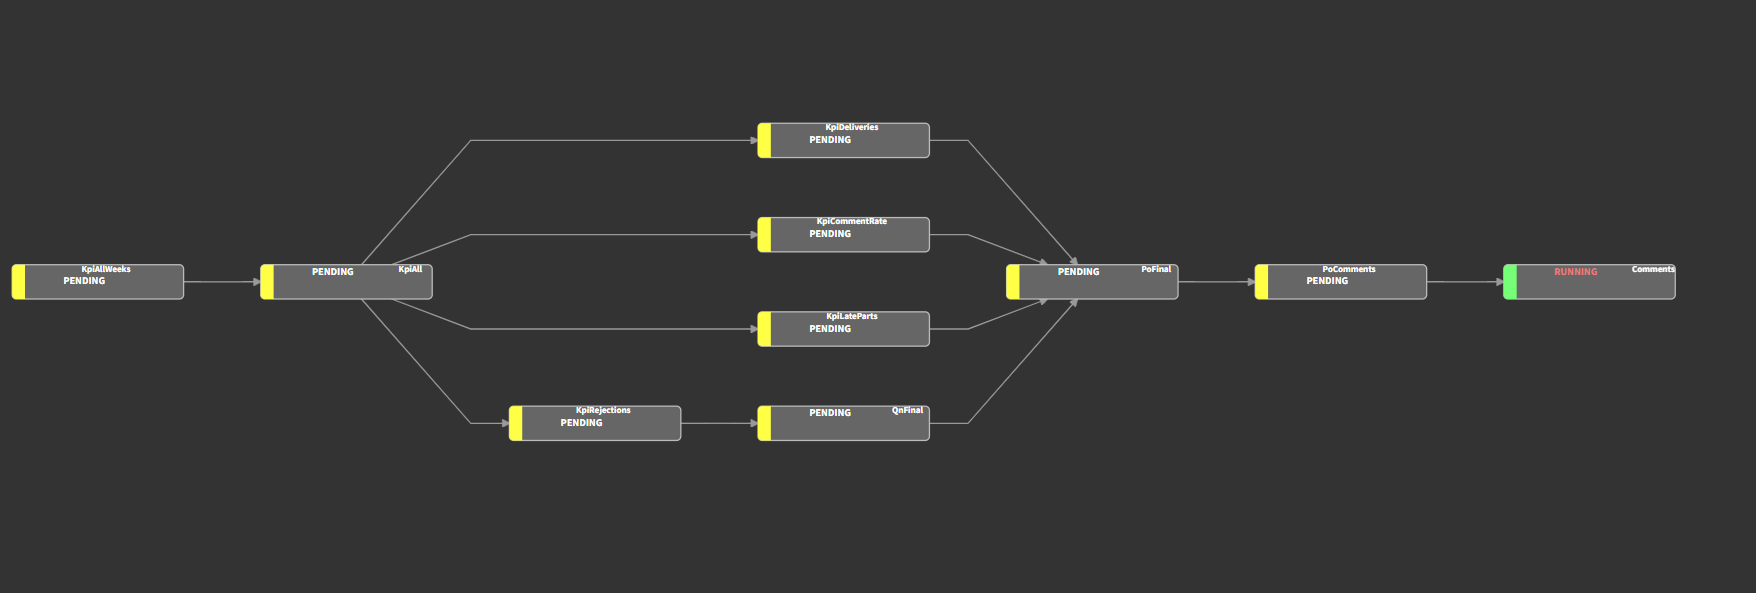 KpiAllWeeks
PENDING
PENDING KpiAll
KpiDeliveries
PENDING
KpiCommentRate
PENDING
KpiLateParts
PENDING
KpiRejections
PENDING
PENDING QnFinal
PENDING PoFinal
PoComments
PENDING
RUNNING Comments